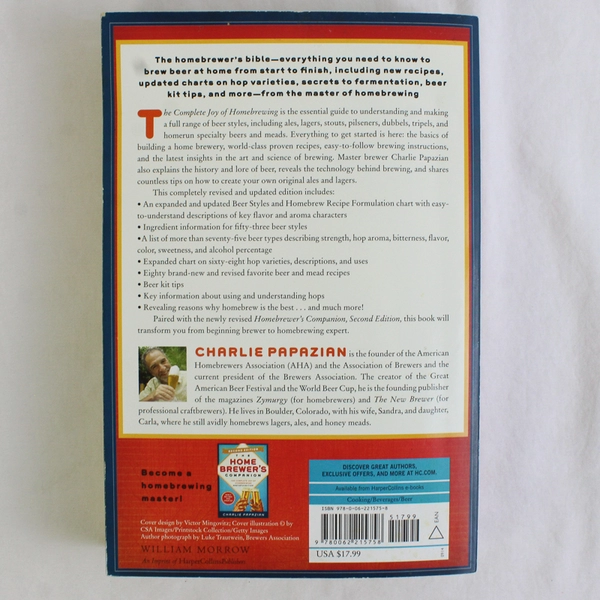 The homebrewer's bible—everything you need to know to
brew beer at home from start to finish, including new recipes,
updated charts on hop varieties, secrets to fermentation, beer
kit tips, and more—from the master of homebrewing
The Complete Joy of Homebrewing is the essential guide to understanding and making
a full range of beer styles, including ales, lagers, stouts, pilseners, dubbels, tripels, and
homerun specialty beers and meads. Everything to get started is here: the basics of
building a home brewery, world-class proven recipes, easy-to-follow brewing instructions,
and the latest insights in the art and science of brewing. Master brewer Charlie Papazian
also explains the history and lore of beer, reveals the technology behind brewing, and shares
countless tips on how to create your own original ales and lagers.
This completely revised and updated edition includes:
• An expanded and updated Beer Styles and Homebrew Recipe Formulation chart with easy-
to-understand descriptions of key flavor and aroma characters
• Ingredient information for fifty-three beer styles
•A list of more than seventy-five beer types describing strength, hop aroma, bitterness, flavor,
color, sweetness, and alcohol percentage
• Expanded chart on sixty-eight hop varieties, descriptions, and uses
• Eighty brand-new and revised favorite beer and mead recipes
• Beer kit tips
• Key information about using and understanding hops
• Revealing reasons why homebrew is the best . . . and much more!
Paired with the newly revised Homebrewer's Companion, Second Edition, this book will
transform you from beginning brewer to homebrewing expert.
CHARLIE PAPAZIAN is the founder of the American
Homebrewers Association (AHA) and the Association of Brewers and the
current president of the Brewers Association. The creator of the Great
American Beer Festival and the World Beer Cup, he is the founding publisher
of the magazines Zymurgy (for homebrewers) and The New Brewer (for
professional craftbrewers). He lives in Boulder, Colorado, with his wife, Sandra, and daughter,
Carla, where he still avidly homebrews lagers, ales, and honey meads.
Become a
homebrewing
master!
SECOND EDITION
THE
HOME
BREWER'S
COMPANION
CHARLIE PAPAZIAN
DISCOVER GREAT AUTHORS,
EXCLUSIVE OFFERS, AND MORE AT HC.COM.
Available from HarperCollins e-books
Cooking/Beverages/Beer
ISBN 978-0-06-221575-8
51799
9 780062 215758
EAN
USA $17.99
Cover design by Victor Mingovits; Cover illustration © by
CSA Images/Printstock Collection/Getty Images
Author photograph by Luke Trautwein, Brewers Association
WILLIAM MORROW
An Imprint of HarperCollinsPublishers